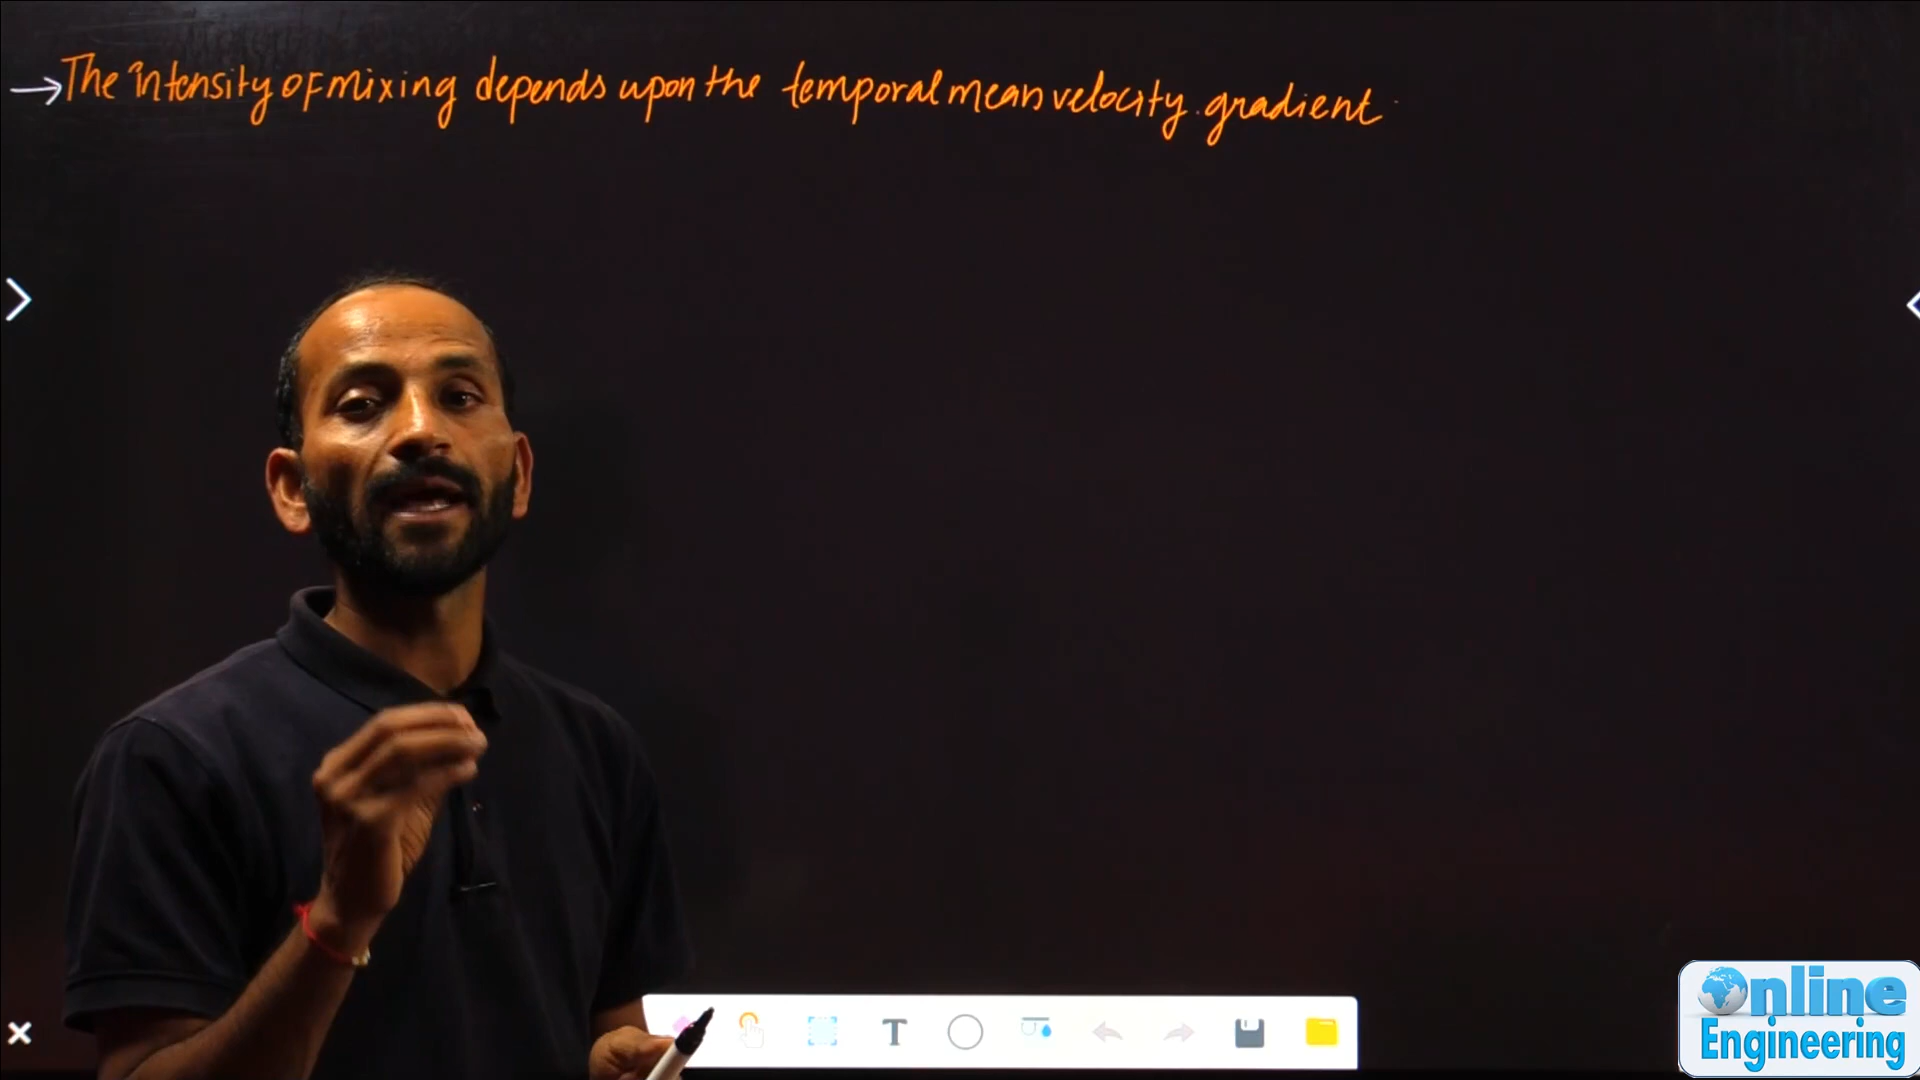 → The intensity of mixing depends upon the temporal mean velocity gradient.
T
Online
Engineering